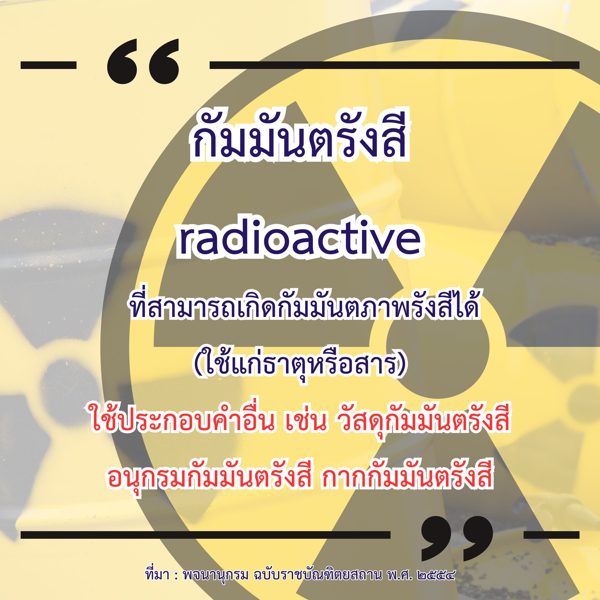 กัมมันตรังสี
radioactive
ที่สามารถเกิดกัมมันตภาพรังสีได้
(ใช้แก่ธาตุหรือสาร)
ใช้ประกอบคำอื่น เช่น วัสดุกัมมันตรังสี
อนุกรมกัมมันตรังสี กากกัมมันตรังสี
ที่มา : พจนานุกรม ฉบับราชบัณฑิตยสถาน พ.ศ. ๒๕๕๔